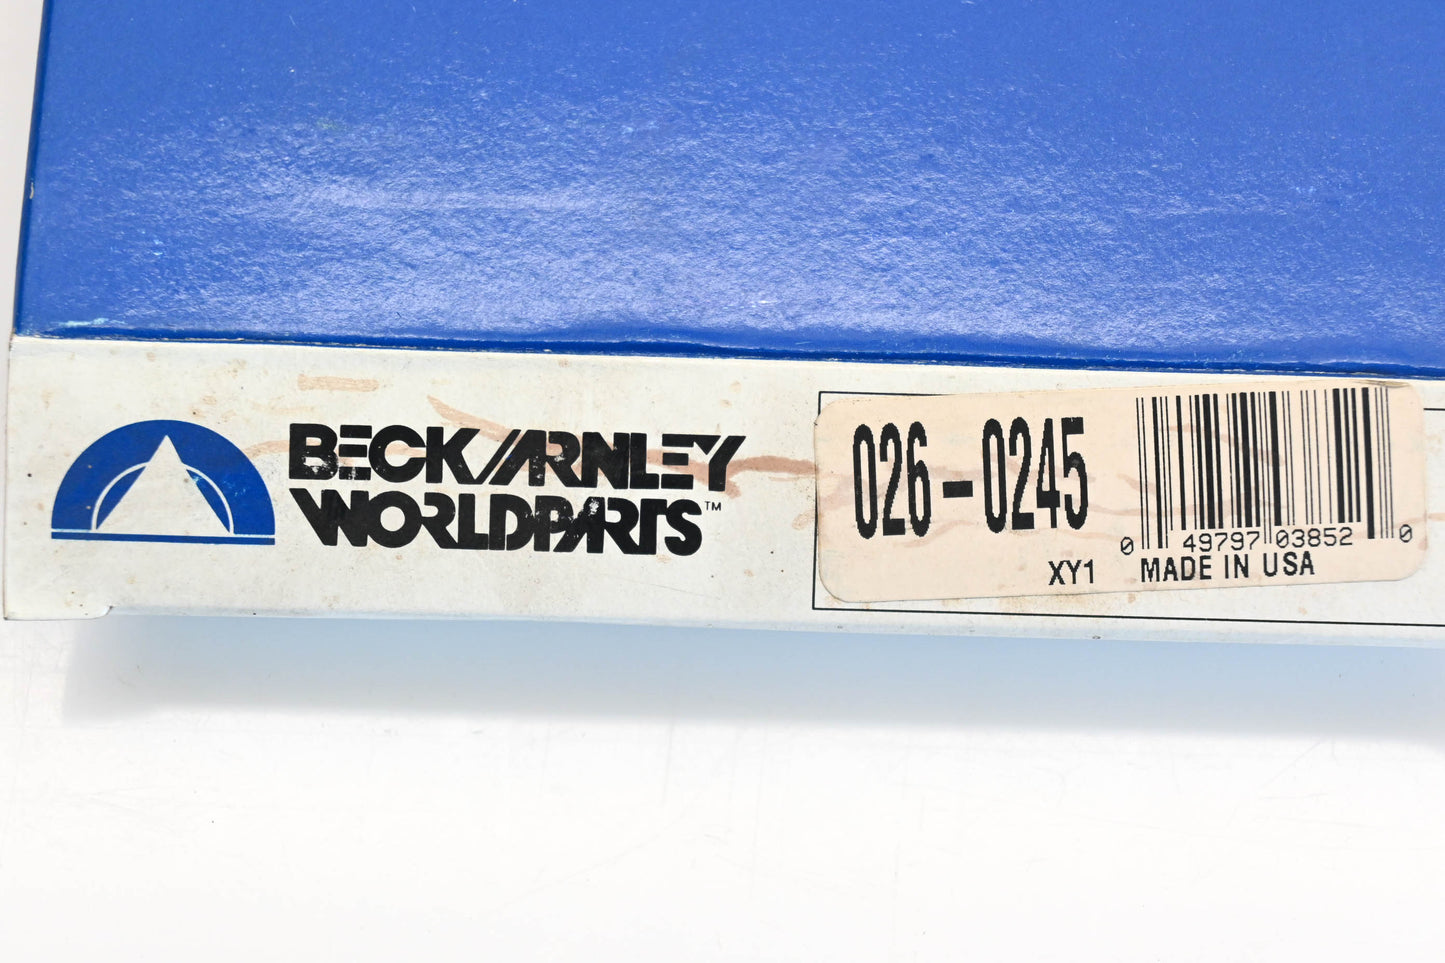 BECK/ARNLEY
WORLDPARTS™
026-0245
0 49797 03852 0
XY1 MADE IN USA